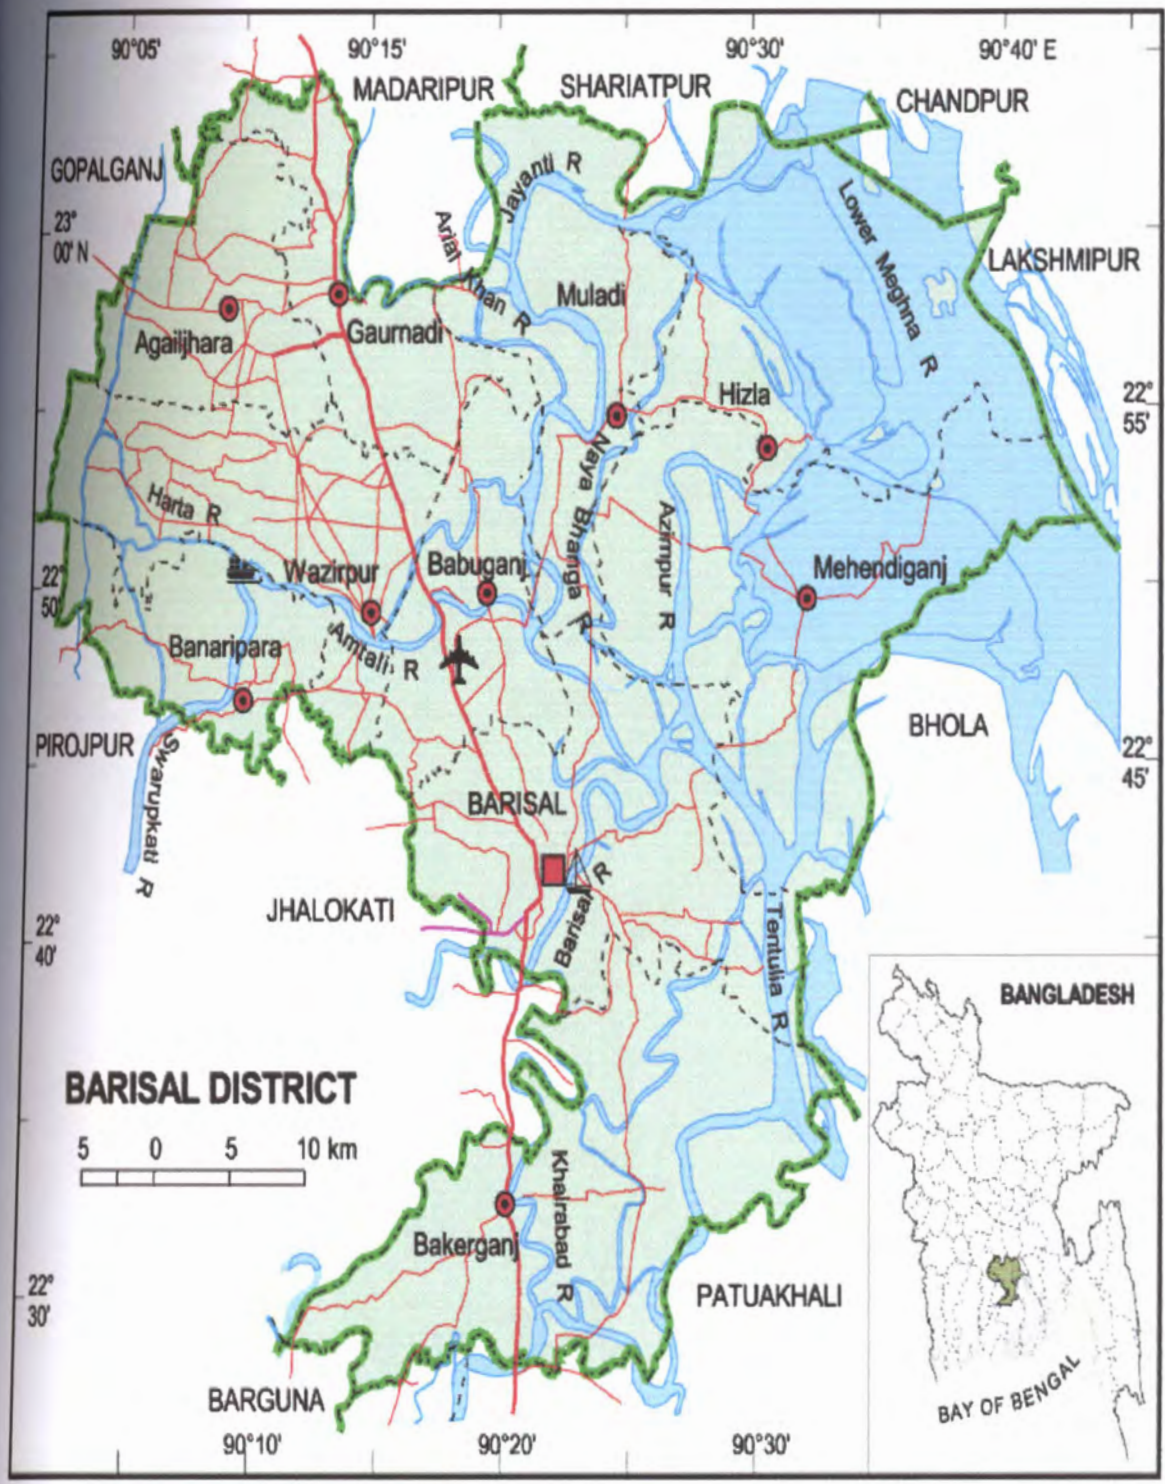 90°05'
90°15'
90°30'
90°40' E
MADARIPUR
SHARIATPUR
CHANDPUR
GOPALGANJ
Jayanti R
23°
00' N
Ariat Khan R
Lower Meghna R
LAKSHMIPUR
Muladi
Agailjhara
Gaurnadi
Hizla
22°
55'
Harta R
Naya Bhanga R
Azimpur R
Wazirpur
Babuganj
Mehendiganj
22°
50'
Banaripara
Amtali R
PIROJPUR
Swarupkati R
BHOLA
22°
45'
BARISAL
JHALOKATI
Barisal R
Tentulia R
22°
40'
BANGLADESH
BARISAL DISTRICT
5 0 5 10 km
Khairabad R
Bakerganj
22°
30'
PATUAKHALI
BARGUNA
BAY OF BENGAL
90°10'
90°20'
90°30'